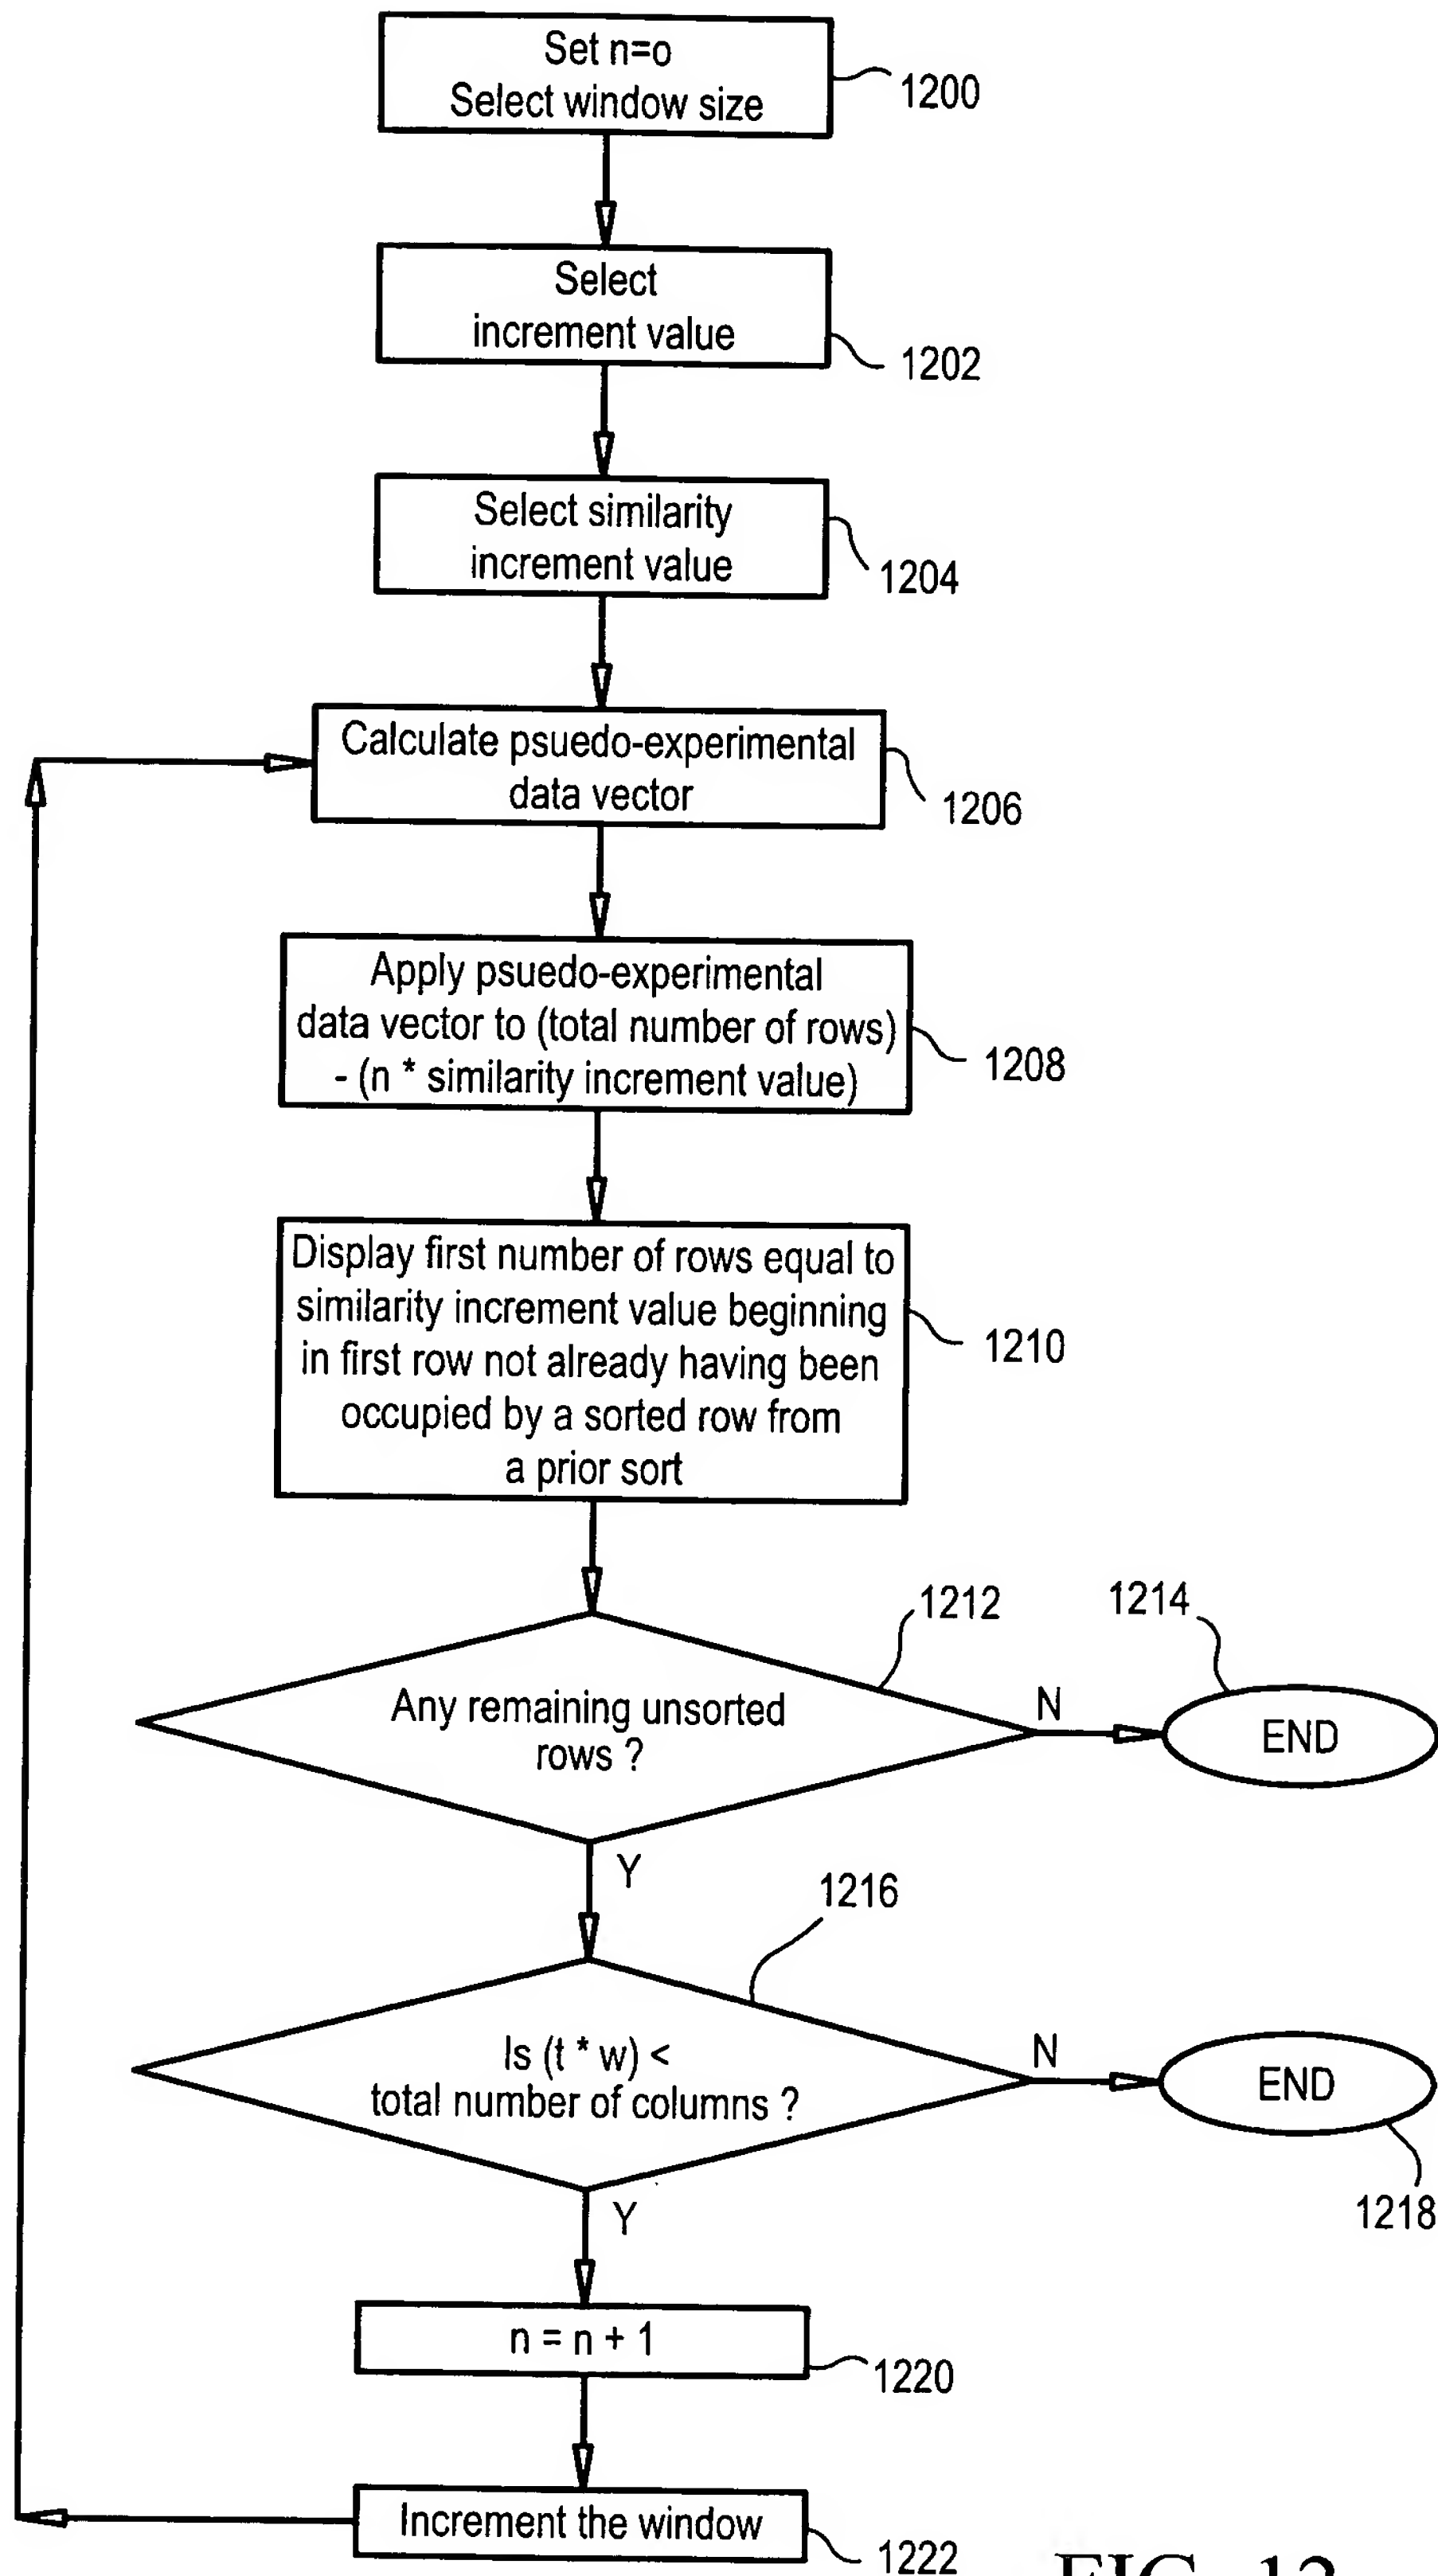 Set n=o
Select window size
1200
Select
increment value
1202
Select similarity
increment value
1204
Calculate psuedo-experimental
data vector
1206
Apply psuedo-experimental
data vector to (total number of rows)
- (n * similarity increment value)
1208
Display first number of rows equal to
similarity increment value beginning
in first row not already having been
occupied by a sorted row from
a prior sort
1210
1212
1214
Any remaining unsorted
rows ?
N
END
Y
1216
Is (t * w) <
total number of columns ?
N
END
1218
Y
n = n + 1
1220
Increment the window
1222